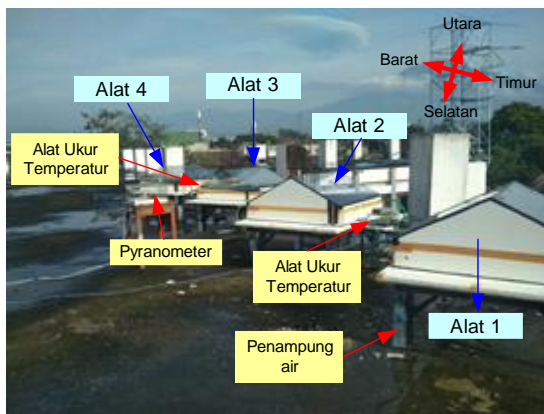 Utara
Barat
Timur
Selatan
Alat 4
Alat 3
Alat 2
Alat Ukur
Temperatur
Pyranometer
Alat Ukur
Temperatur
Alat 1
Penampung
air